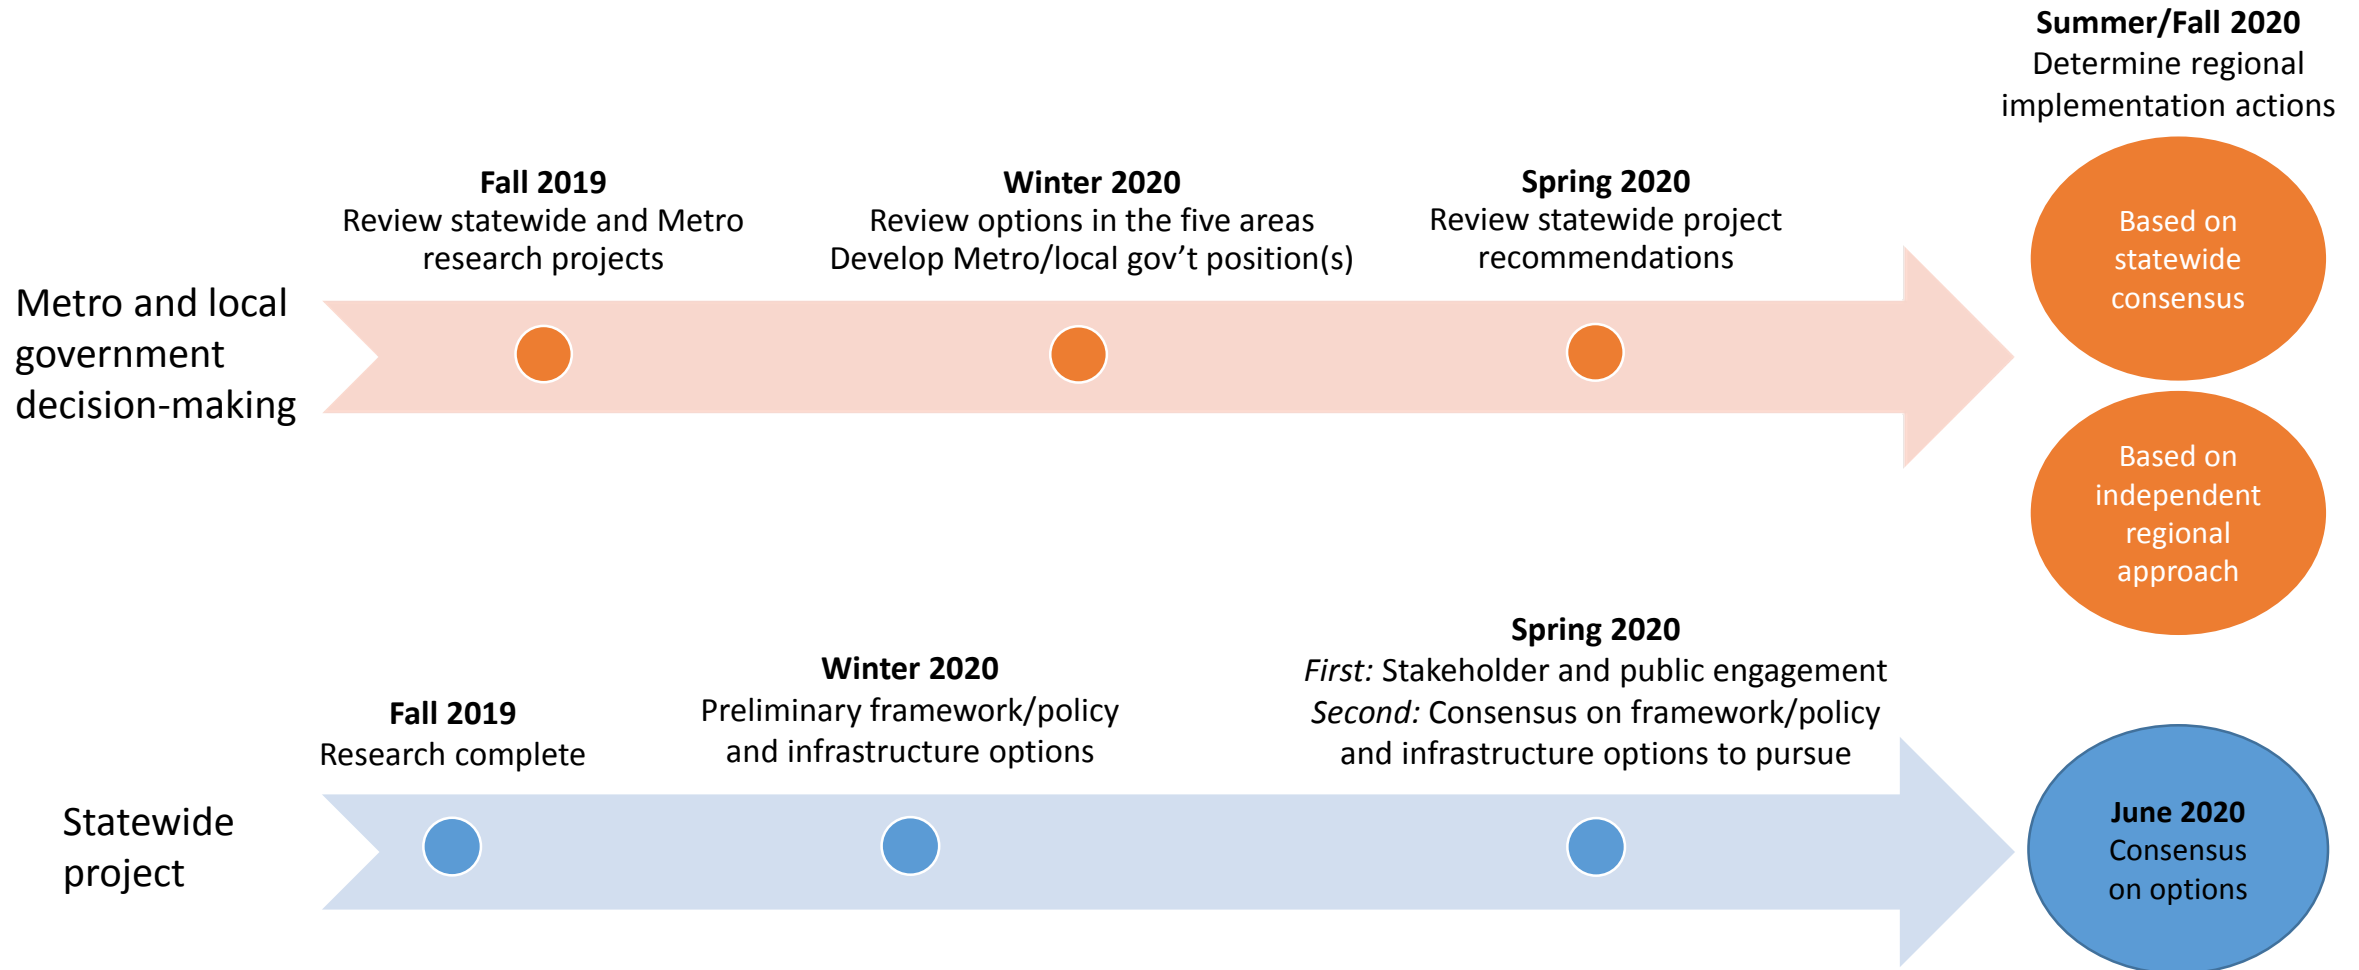 Summer/Fall 2020
Determine regional
implementation actions
Fall 2019
Review statewide and Metro
research projects
Winter 2020
Review options in the five areas
Develop Metro/local gov’t position(s)
Spring 2020
Review statewide project
recommendations
Metro and local
government
decision-making
Based on
statewide
consensus
Based on
independent
regional
approach
Fall 2019
Research complete
Winter 2020
Preliminary framework/policy
and infrastructure options
Spring 2020
First: Stakeholder and public engagement
Second: Consensus on framework/policy
and infrastructure options to pursue
Statewide
project
June 2020
Consensus
on options